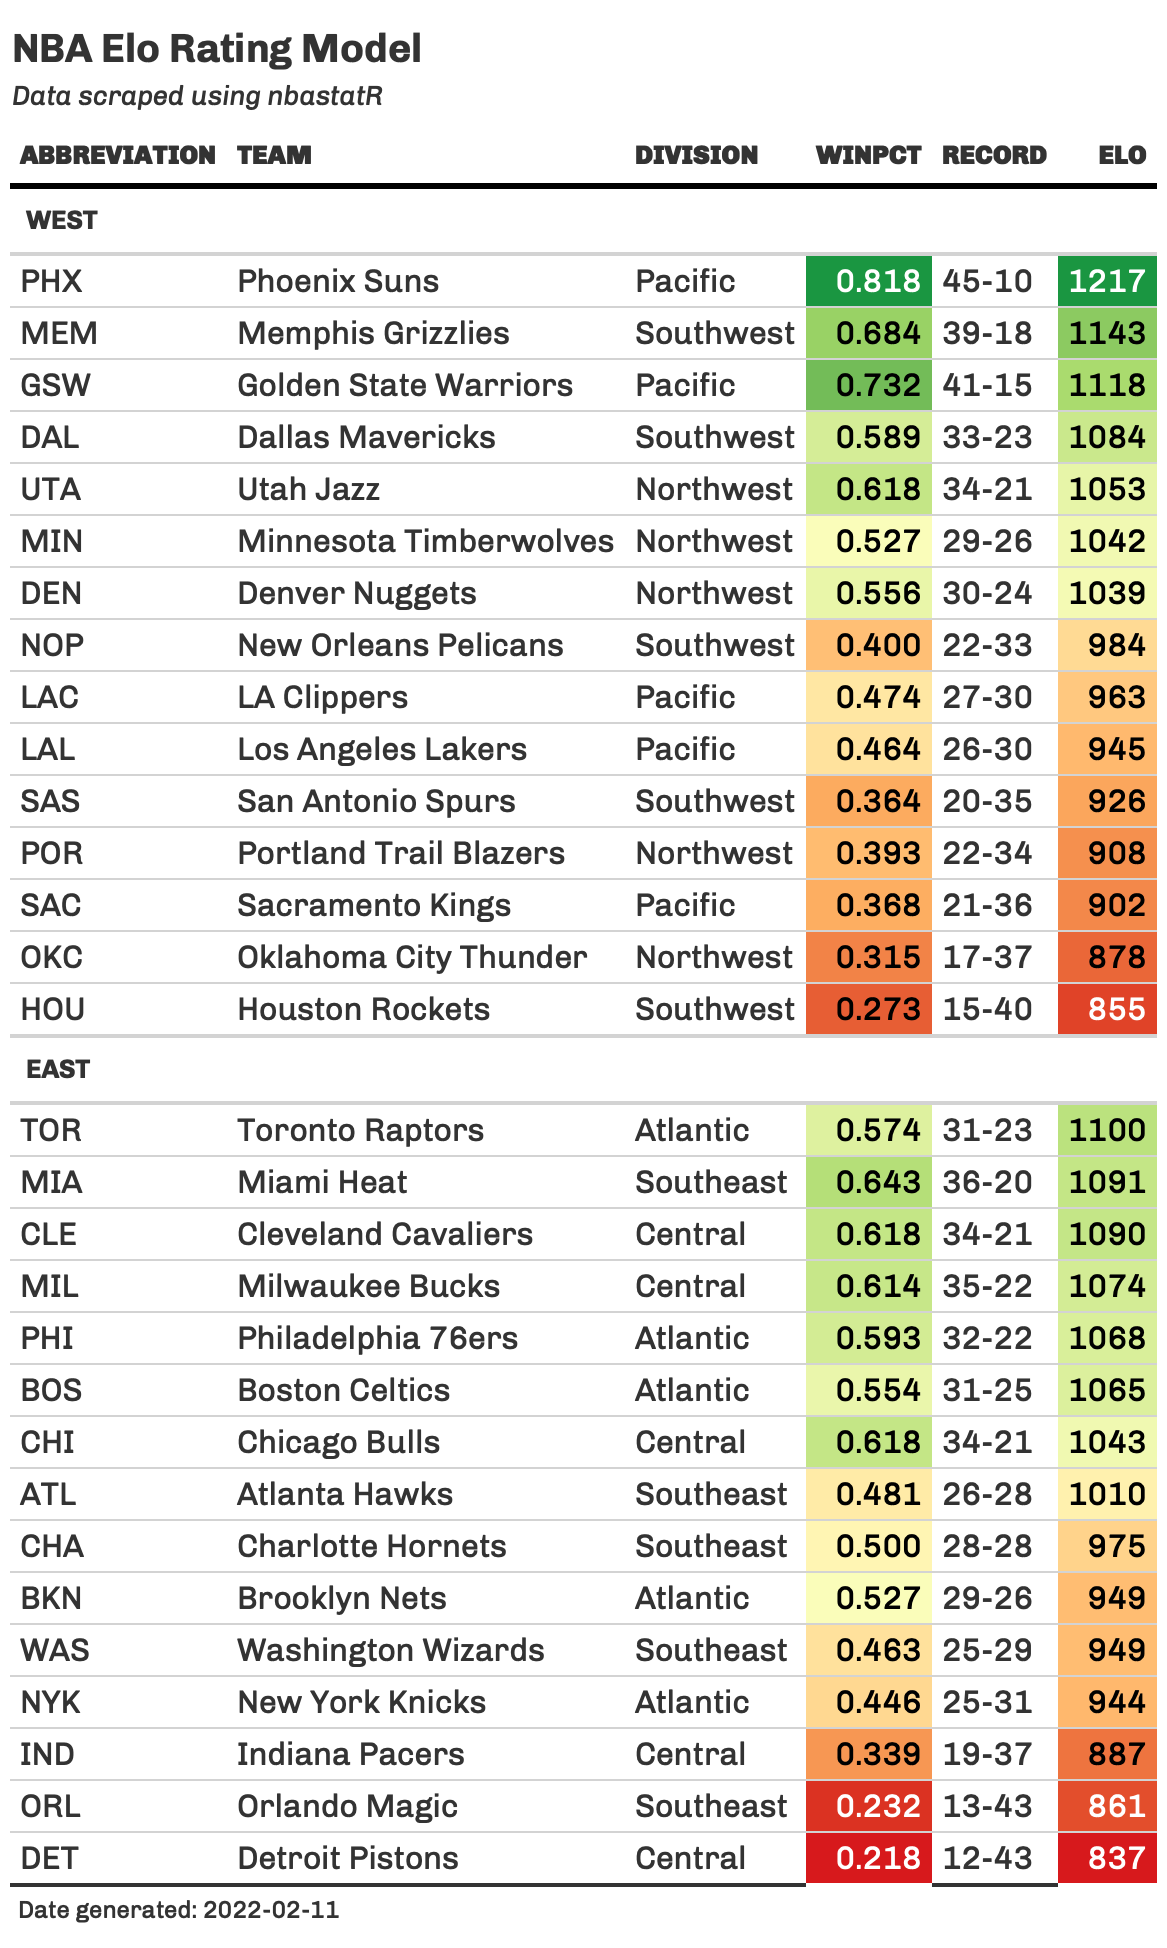 NBA Elo Rating Model
Data scraped using nbastatR
ABBREVIATION TEAM DIVISION WINPCT RECORD ELO
WEST
PHX Phoenix Suns Pacific 0.818 45-10 1217
MEM Memphis Grizzlies Southwest 0.684 39-18 1143
GSW Golden State Warriors Pacific 0.732 41-15 1118
DAL Dallas Mavericks Southwest 0.589 33-23 1084
UTA Utah Jazz Northwest 0.618 34-21 1053
MIN Minnesota Timberwolves Northwest 0.527 29-26 1042
DEN Denver Nuggets Northwest 0.556 30-24 1039
NOP New Orleans Pelicans Southwest 0.400 22-33 984
LAC LA Clippers Pacific 0.474 27-30 963
LAL Los Angeles Lakers Pacific 0.464 26-30 945
SAS San Antonio Spurs Southwest 0.364 20-35 926
POR Portland Trail Blazers Northwest 0.393 22-34 908
SAC Sacramento Kings Pacific 0.368 21-36 902
OKC Oklahoma City Thunder Northwest 0.315 17-37 878
HOU Houston Rockets Southwest 0.273 15-40 855
EAST
TOR Toronto Raptors Atlantic 0.574 31-23 1100
MIA Miami Heat Southeast 0.643 36-20 1091
CLE Cleveland Cavaliers Central 0.618 34-21 1090
MIL Milwaukee Bucks Central 0.614 35-22 1074
PHI Philadelphia 76ers Atlantic 0.593 32-22 1068
BOS Boston Celtics Atlantic 0.554 31-25 1065
CHI Chicago Bulls Central 0.618 34-21 1043
ATL Atlanta Hawks Southeast 0.481 26-28 1010
CHA Charlotte Hornets Southeast 0.500 28-28 975
BKN Brooklyn Nets Atlantic 0.527 29-26 949
WAS Washington Wizards Southeast 0.463 25-29 949
NYK New York Knicks Atlantic 0.446 25-31 944
IND Indiana Pacers Central 0.339 19-37 887
ORL Orlando Magic Southeast 0.232 13-43 861
DET Detroit Pistons Central 0.218 12-43 837
Date generated: 2022-02-11